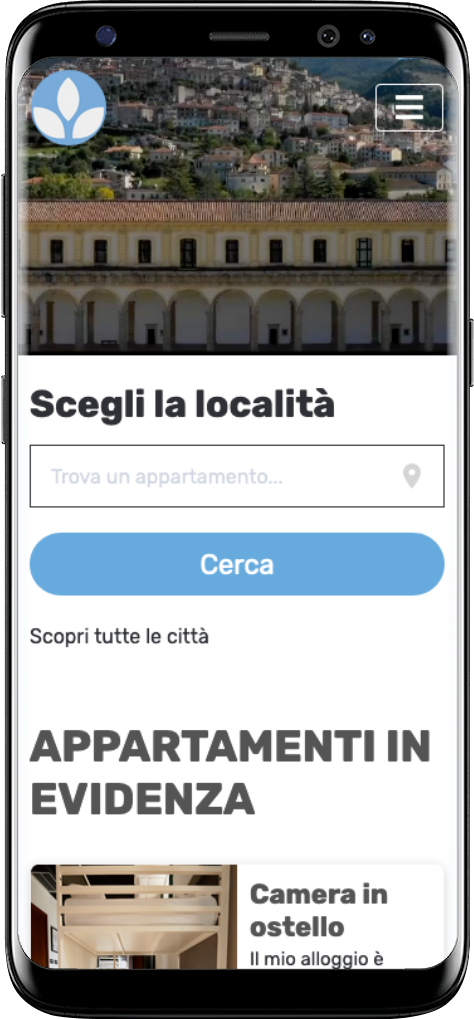 Scegli la località
Trova un appartamento...
Cerca
Scopri tutte le città
APPARTAMENTI IN
EVIDENZA
Camera in
ostello
Il mio alloggio è